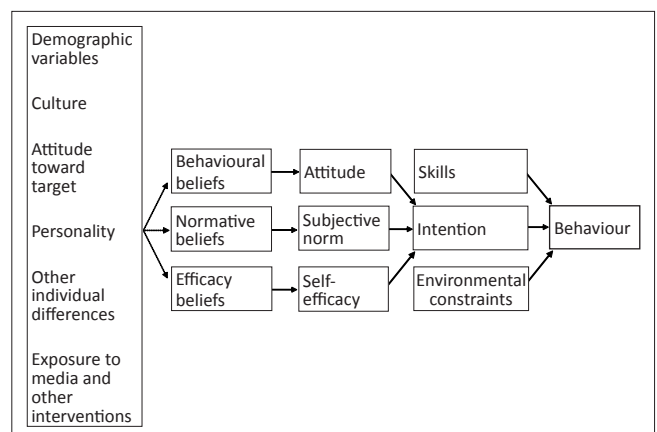 Demographic
variables
Culture
Attitude
toward
target
Personality
Other
individual
differences
Exposure to
media and
other
interventions
Behavioural
beliefs
Attitude
Skills
Normative
beliefs
Subjective
norm
Intention
Behaviour
Efficacy
beliefs
Self-
efficacy
Environmental
constraints